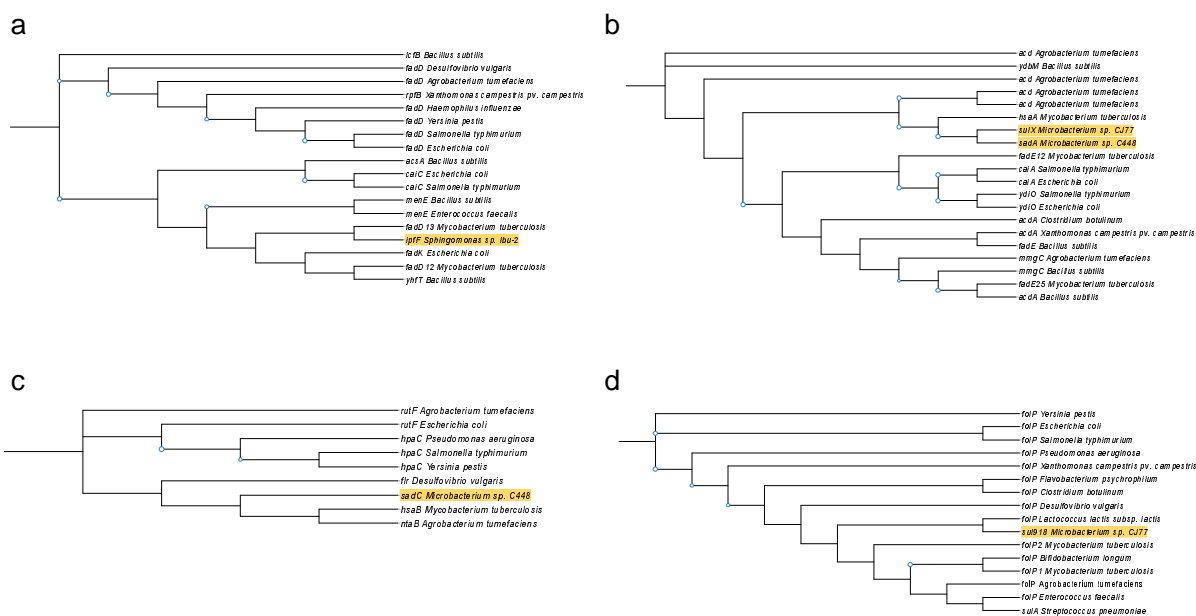 a
lcfB Bacillus subtilis
fadD Desulfovibrio vulgaris
fadD Agrobacterium tumefaciens
rpfB Xanthomonas campestris pv. campestris
fadD Haemophilus influenzae
fadD Yersinia pestis
fadD Salmonella typhimurium
fadD Escherichia coli
acsA Bacillus subtilis
caiC Escherichia coli
caiC Salmonella typhimurium
menE Bacillus subtilis
menE Enterococcus faecalis
fadD13 Mycobacterium tuberculosis
ipfF Sphingomonas sp. Ibu-2
fadK Escherichia coli
fadD12 Mycobacterium tuberculosis
yhfT Bacillus subtilis
b
acd Agrobacterium tumefaciens
ydbM Bacillus subtilis
acd Agrobacterium tumefaciens
acd Agrobacterium tumefaciens
acd Agrobacterium tumefaciens
hsaA Mycobacterium tuberculosis
sulX Microbacterium sp. CJ77
sadA Microbacterium sp. C448
fadE12 Mycobacterium tuberculosis
caiA Salmonella typhimurium
caiA Escherichia coli
ydiO Salmonella typhimurium
ydiO Escherichia coli
acdA Clostridium botulinum
acdA Xanthomonas campestris pv. campestris
fadE Bacillus subtilis
mmgC Agrobacterium tumefaciens
mmgC Bacillus subtilis
fadE25 Mycobacterium tuberculosis
acdA Bacillus subtilis
c
rutF Agrobacterium tumefaciens
rutF Escherichia coli
hpaC Pseudomonas aeruginosa
hpaC Salmonella typhimurium
hpaC Yersinia pestis
flr Desulfovibrio vulgaris
sadC Microbacterium sp. C448
hsaB Mycobacterium tuberculosis
ntaB Agrobacterium tumefaciens
d
folP Yersinia pestis
folP Escherichia coli
folP Salmonella typhimurium
folP Pseudomonas aeruginosa
folP Xanthomonas campestris pv. campestris
folP Flavobacterium psychrophilum
folP Clostridium botulinum
folP Desulfovibrio vulgaris
folP Lactococcus lactis subsp. lactis
sul918 Microbacterium sp. CJ77
folP2 Mycobacterium tuberculosis
folP Bifidobacterium longum
folP1 Mycobacterium tuberculosis
folP Agrobacterium tumefaciens
folP Enterococcus faecalis
sulA Streptococcus pneumoniae